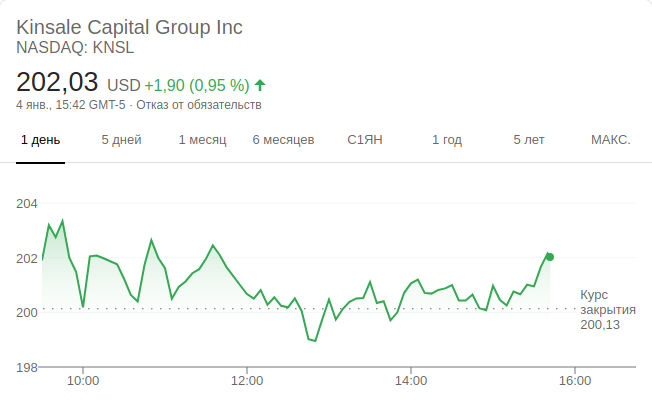 Kinsale Capital Group Inc
NASDAQ: KNSL
202,03 USD +1,90 (0,95 %)
4 янв., 15:42 GMT-5 · Отказ от обязательств
1 день 5 дней 1 месяц 6 месяцев С1ЯН 1 год 5 лет МАКС.
204
202
200
198
Курс
закрытия
200,13
10:00 12:00 14:00 16:00